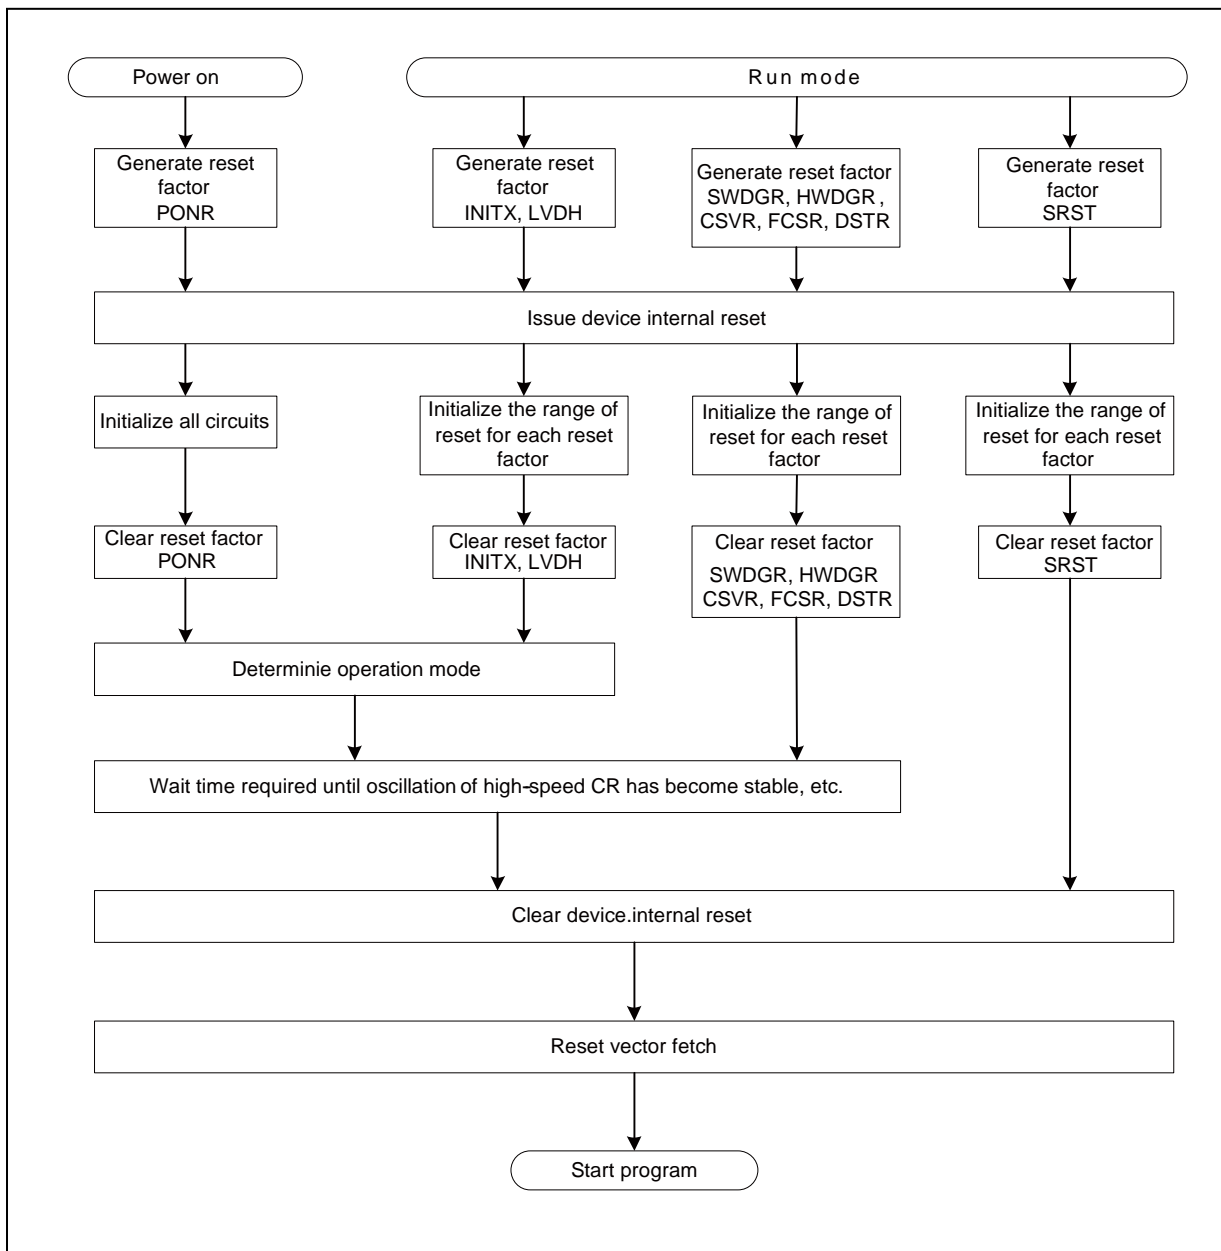 Power on
Run mode
Generate reset
factor
PONR
Generate reset
factor
INITX, LVDH
Generate reset factor
SWDGR, HWDGR ,
CSVR, FCSR, DSTR
Generate reset
factor
SRST
Issue device internal reset
Initialize all circuits
Initialize the range of
reset for each reset
factor
Initialize the range of
reset for each reset
factor
Initialize the range of
reset for each reset
factor
Clear reset factor
PONR
Clear reset factor
INITX, LVDH
Clear reset factor
SWDGR, HWDGR
CSVR, FCSR, DSTR
Clear reset factor
SRST
Determinie operation mode
Wait time required until oscillation of high-speed CR has become stable, etc.
Clear device.internal reset
Reset vector fetch
Start program